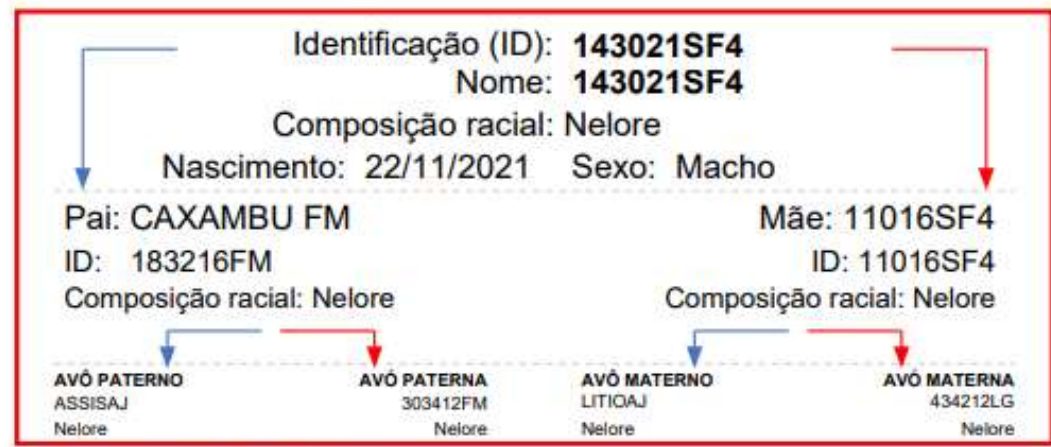 Identificação (ID): 143021SF4
Nome: 143021SF4
Composição racial: Nelore
Nascimento: 22/11/2021 Sexo: Macho
Pai: CAXAMBU FM Mãe: 11016SF4
ID: 183216FM ID: 11016SF4
Composição racial: Nelore Composição racial: Nelore
AVÔ PATERNO AVÓ PATERNA AVÔ MATERNO AVÓ MATERNA
ASSISAJ 303412FM LITIOAJ 434212LG
Nelore Nelore Nelore Nelore